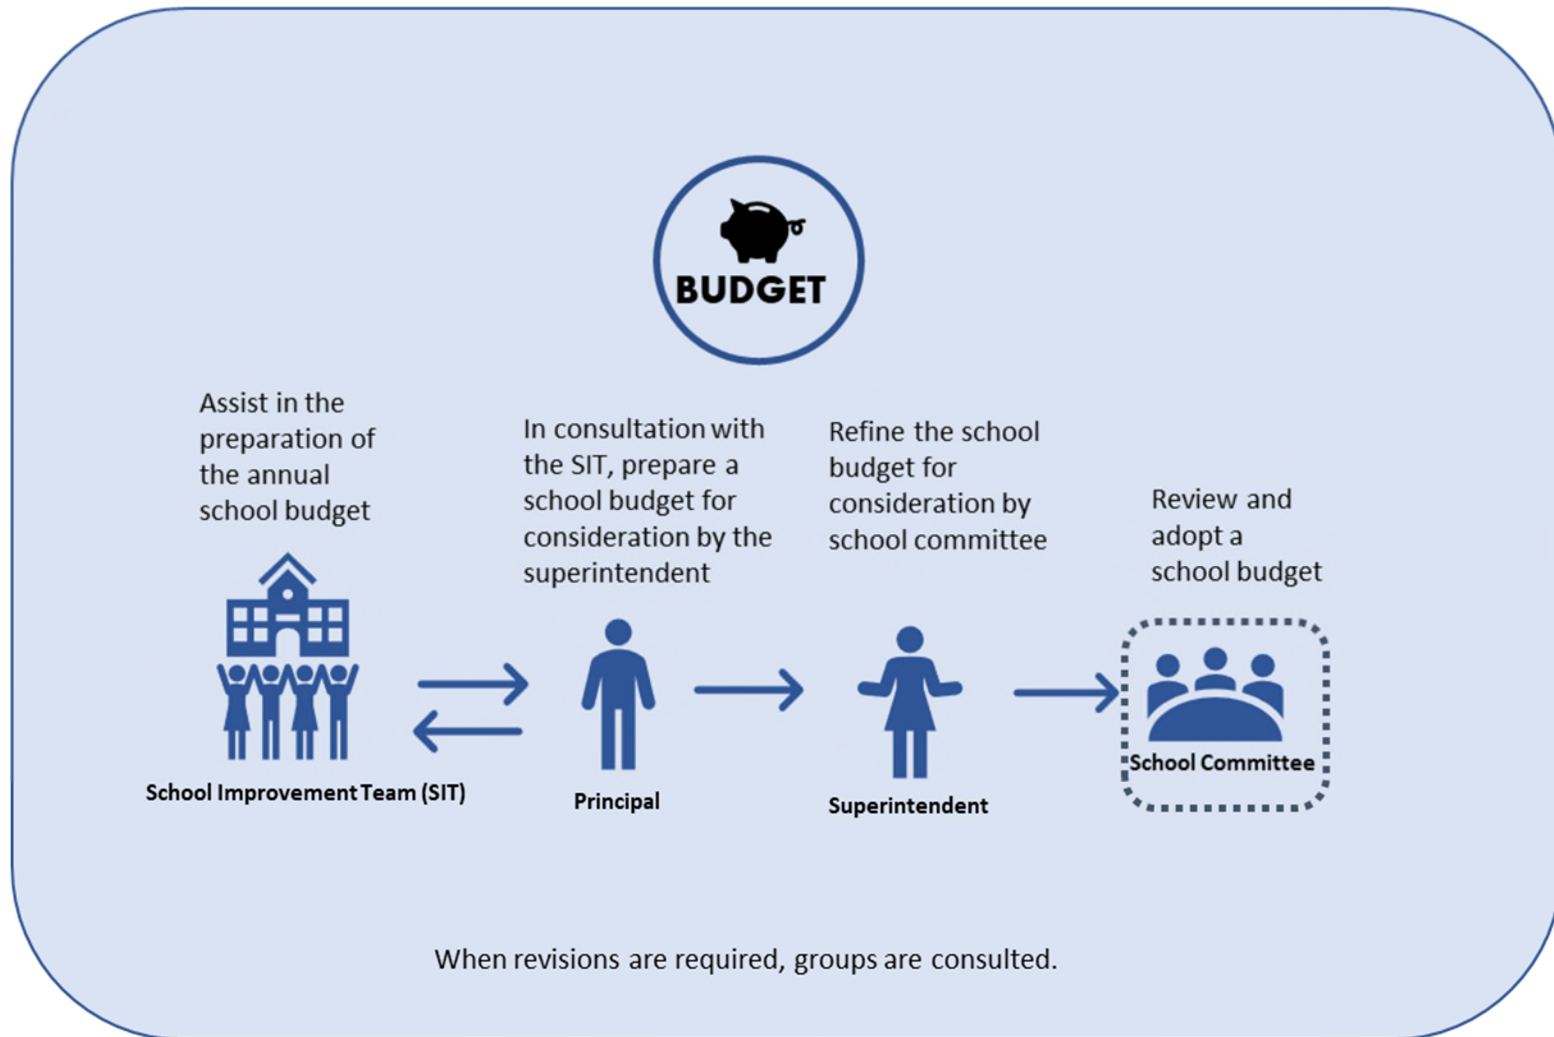 BUDGET
Assist in the
preparation of
the annual
school budget
In consultation with
the SIT, prepare a
school budget for
consideration by the
superintendent
Refine the school
budget for
consideration by
school committee
Review and
adopt a
school budget
School Improvement Team (SIT)
Principal
Superintendent
School Committee
When revisions are required, groups are consulted.